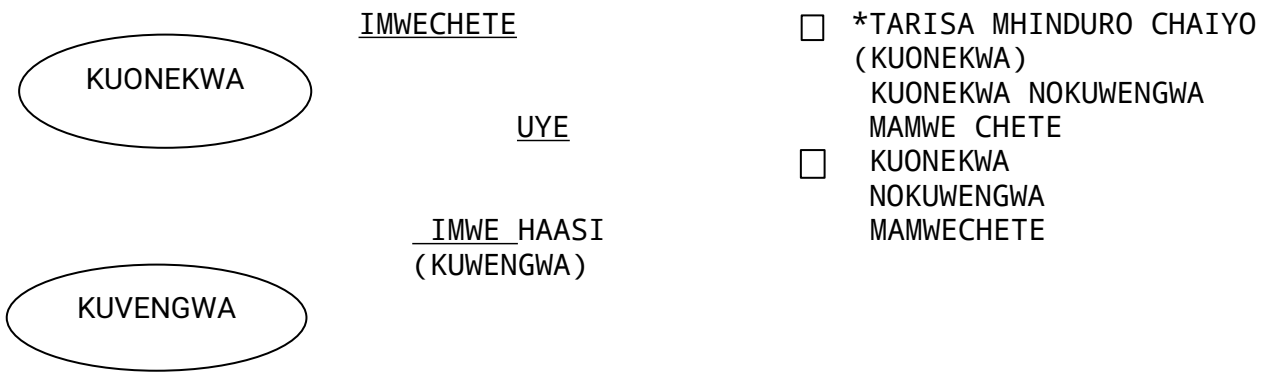 KUONEKWA
KUVENGWA
IMWECHETE
UYE
IMWE HAASI
(KUWENGWA)
*TARISA MHINDURO CHAIYO
(KUONEKWA)
KUONEKWA NOKUWENGWA
MAMWE CHETE
KUONEKWA
NOKUWENGWA
MAMWECHETE